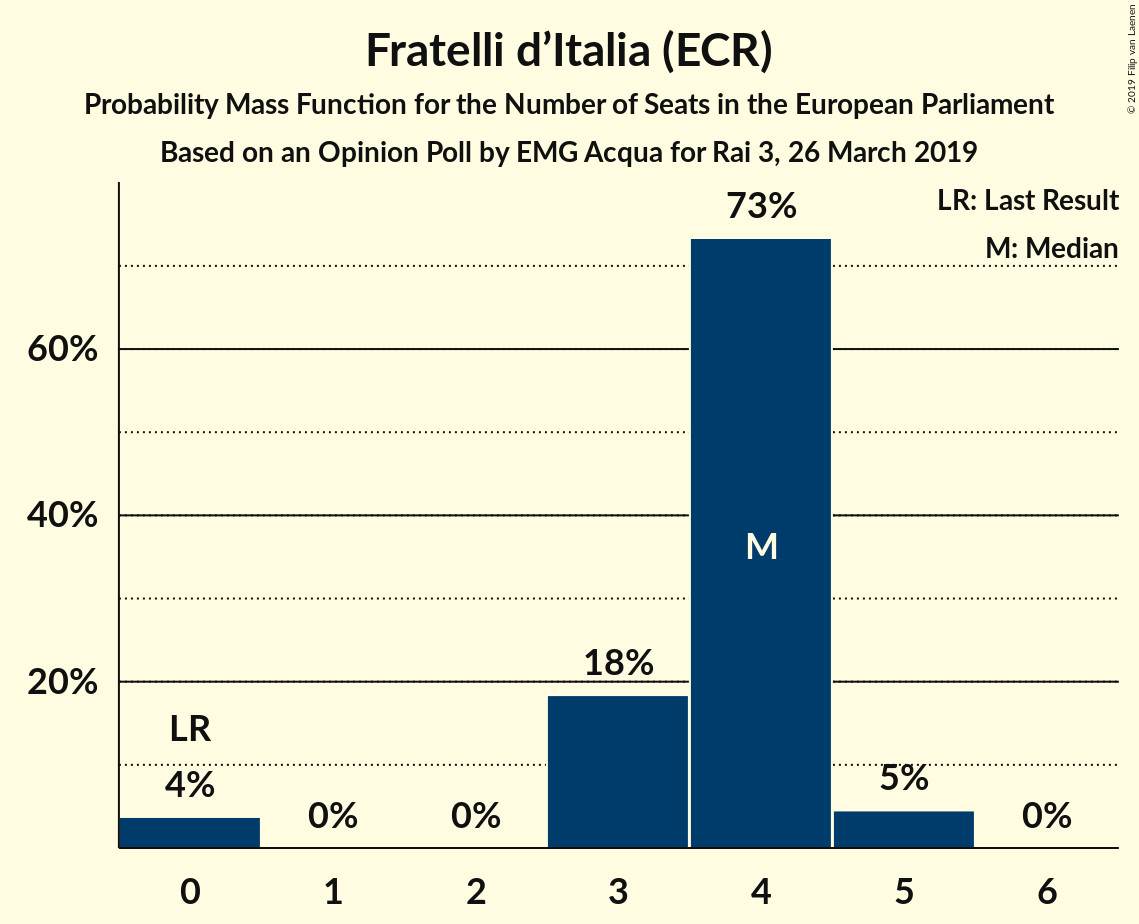 Fratelli d’Italia (ECR)
Probability Mass Function for the Number of Seats in the European Parliament
Based on an Opinion Poll by EMG Acqua for Rai 3, 26 March 2019
© 2019 Filip van Laenen
LR: Last Result
M: Median
73%
60%
40%
M
18%
20%
LR
4%
0%
0%
5%
0%
0
1
2
3
4
5
6